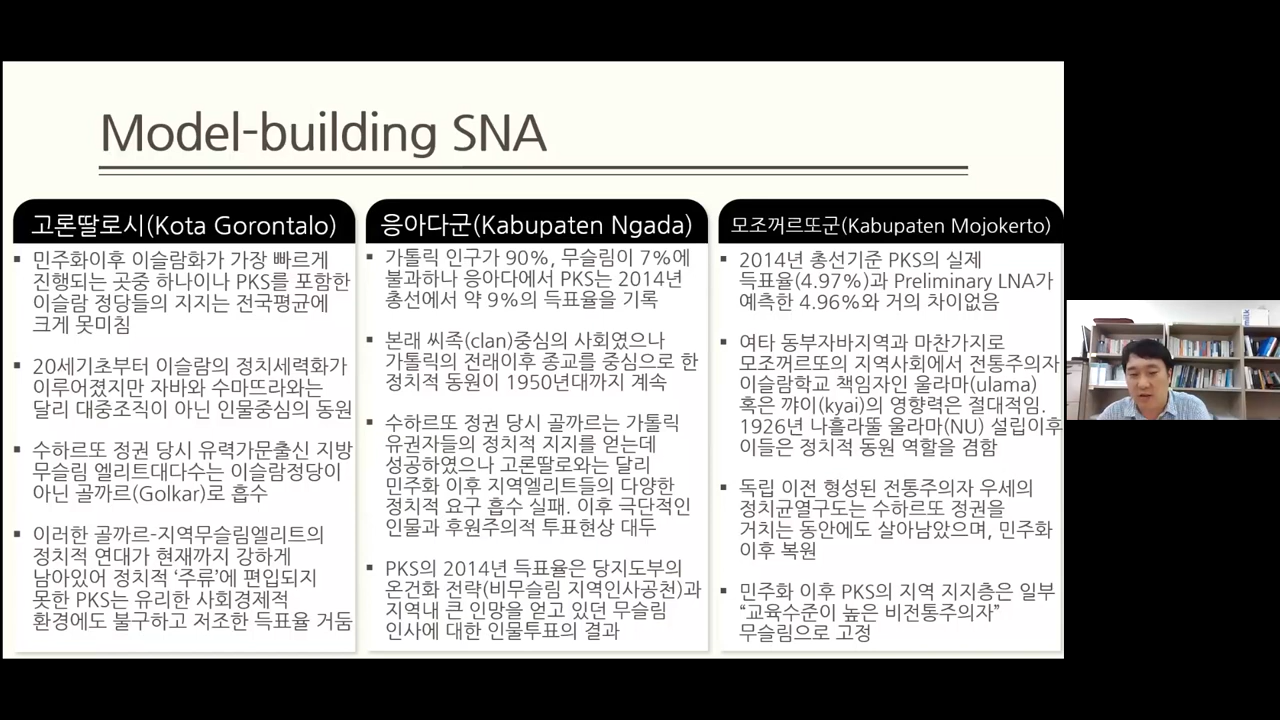 Model-building SNA
고론딸로시(Kota Gorontalo)
▪ 민주화이후 이슬람화가 가장 빠르게
진행되는 곳중 하나이나 PKS를 포함한
이슬람 정당들의 지지는 전국평균에
크게 못미침
▪ 20세기초부터 이슬람의 정치세력화가
이루어졌지만 자바와 수마뜨라와는
달리 대중조직이 아닌 인물중심의 동원
▪ 수하르또 정권 당시 유력가문출신 지방
무슬림 엘리트대다수는 이슬람정당이
아닌 골까르(Golkar)로 흡수
▪ 이러한 골까르-지역무슬림엘리트의
정치적 연대가 현재까지 강하게
남아있어 정치적 ‘주류’에 편입되지
못한 PKS는 유리한 사회경제적
환경에도 불구하고 저조한 득표율 거둠
응아다군(Kabupaten Ngada)
▪ 가톨릭 인구가 90%, 무슬림이 7%에
불과하나 응아다에서 PKS는 2014년
총선에서 약 9%의 득표율을 기록
▪ 본래 씨족(clan)중심의 사회였으나
가톨릭의 전래이후 종교를 중심으로 한
정치적 동원이 1950년대까지 계속
▪ 수하르또 정권 당시 골까르는 가톨릭
유권자들의 정치적 지지를 얻는데
성공하였으나 고론딸로와는 달리
민주화 이후 지역엘리트들의 다양한
정치적 요구 흡수 실패. 이후 극단적인
인물과 후원주의적 투표현상 대두
▪ PKS의 2014년 득표율은 당지도부의
온건화 전략(비무슬림 지역인사공천)과
지역내 큰 인망을 얻고 있던 무슬림
인사에 대한 인물투표의 결과
모조꺼르또군(Kabupaten Mojokerto)
▪ 2014년 총선기준 PKS의 실제
득표율(4.97%)과 Preliminary LNA가
예측한 4.96%와 거의 차이없음
▪ 여타 동부자바지역과 마찬가지로
모조꺼르또의 지역사회에서 전통주의자
이슬람학교 책임자인 울라마(ulama)
혹은 꺄이(kyai)의 영향력은 절대적임.
1926년 나흘라뚤 울라마(NU) 설립이후
이들은 정치적 동원 역할을 겸함
▪ 독립 이전 형성된 전통주의자 우세의
정치균열구도는 수하르또 정권을
거치는 동안에도 살아남았으며, 민주화
이후 복원
▪ 민주화 이후 PKS의 지역 지지층은 일부
“교육수준이 높은 비전통주의자”
무슬림으로 고정